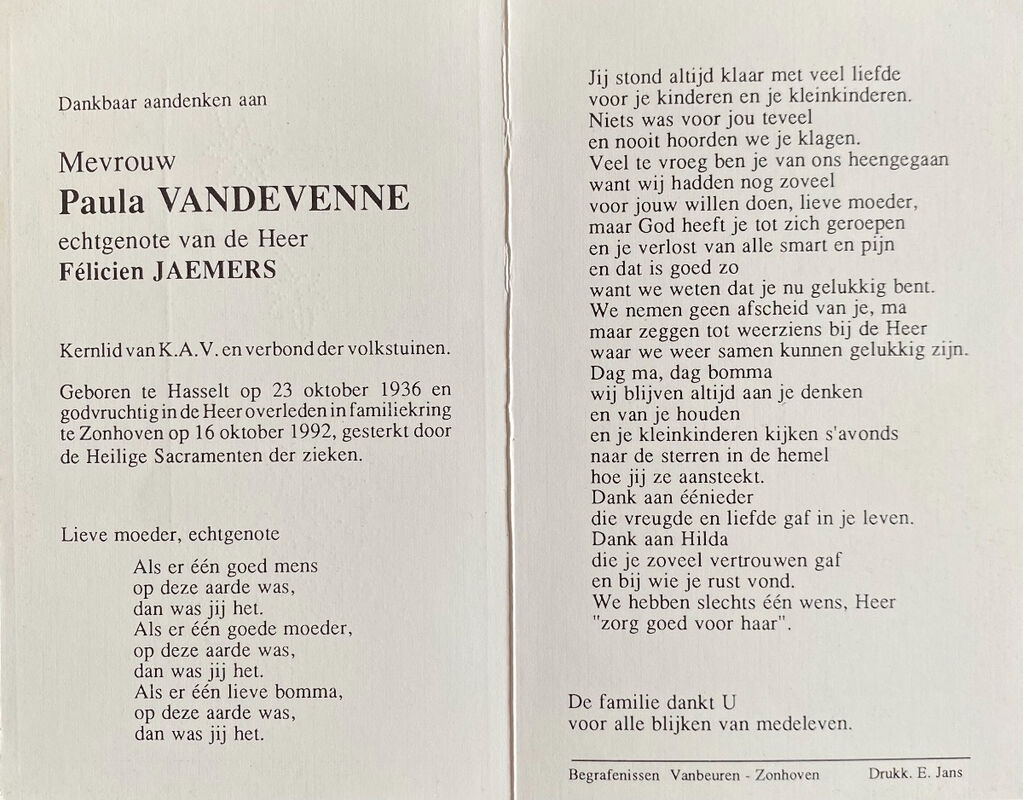 Dankbaar aandenken aan
Mevrouw
Paula VANDEVENNE
echtgenote van de Heer
Félicien JAEMERS
Kernlid van K.A.V. en verbond der volkstuinen.
Geboren te Hasselt op 23 oktober 1936 en
godvruchtig in de Heer overleden in familiekring
te Zonhoven op 16 oktober 1992, gesterkt door
de Heilige Sacramenten der zieken.
Lieve moeder, echtgenote
Als er één goed mens
op deze aarde was,
dan was jij het.
Als er één goede moeder,
op deze aarde was,
dan was jij het.
Als er één lieve bomma,
op deze aarde was,
dan was jij het.
Jij stond altijd klaar met veel liefde
voor je kinderen en je kleinkinderen.
Niets was voor jou teveel
en nooit hoorden we je klagen.
Veel te vroeg ben je van ons heengegaan
want wij hadden nog zoveel
voor jouw willen doen, lieve moeder,
maar God heeft je tot zich geroepen
en je verlost van alle smart en pijn
en dat is goed zo
want we weten dat je nu gelukkig bent.
We nemen geen afscheid van je, ma
maar zeggen tot weerziens bij de Heer
waar we weer samen kunnen gelukkig zijn.
Dag ma, dag bomma
wij blijven altijd aan je denken
en van je houden
en je kleinkinderen kijken s'avonds
naar de sterren in de hemel
hoe jij ze aansteekt.
Dank aan éénieder
die vreugde en liefde gaf in je leven.
Dank aan Hilda
die je zoveel vertrouwen gaf
en bij wie je rust vond.
We hebben slechts één wens, Heer
"zorg goed voor haar".
De familie dankt U
voor alle blijken van medeleven.
Begrafenissen Vanbeuren - Zonhoven Drukk. E. Jans